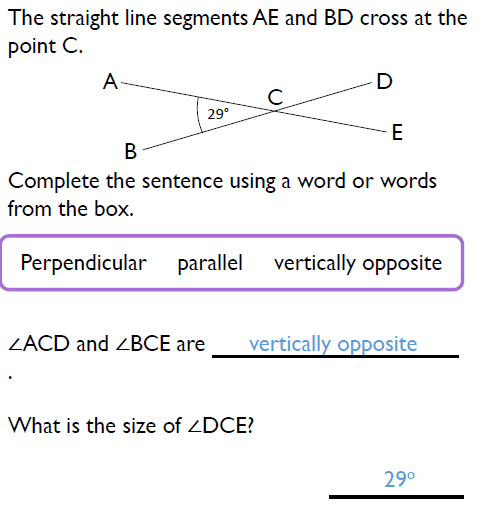 The straight line segments AE and BD cross at the
point C.
A
D
C
29°
E
B
Complete the sentence using a word or words
from the box.
Perpendicular parallel vertically opposite
∠ACD and ∠BCE are vertically opposite
.
What is the size of ∠DCE?
29°